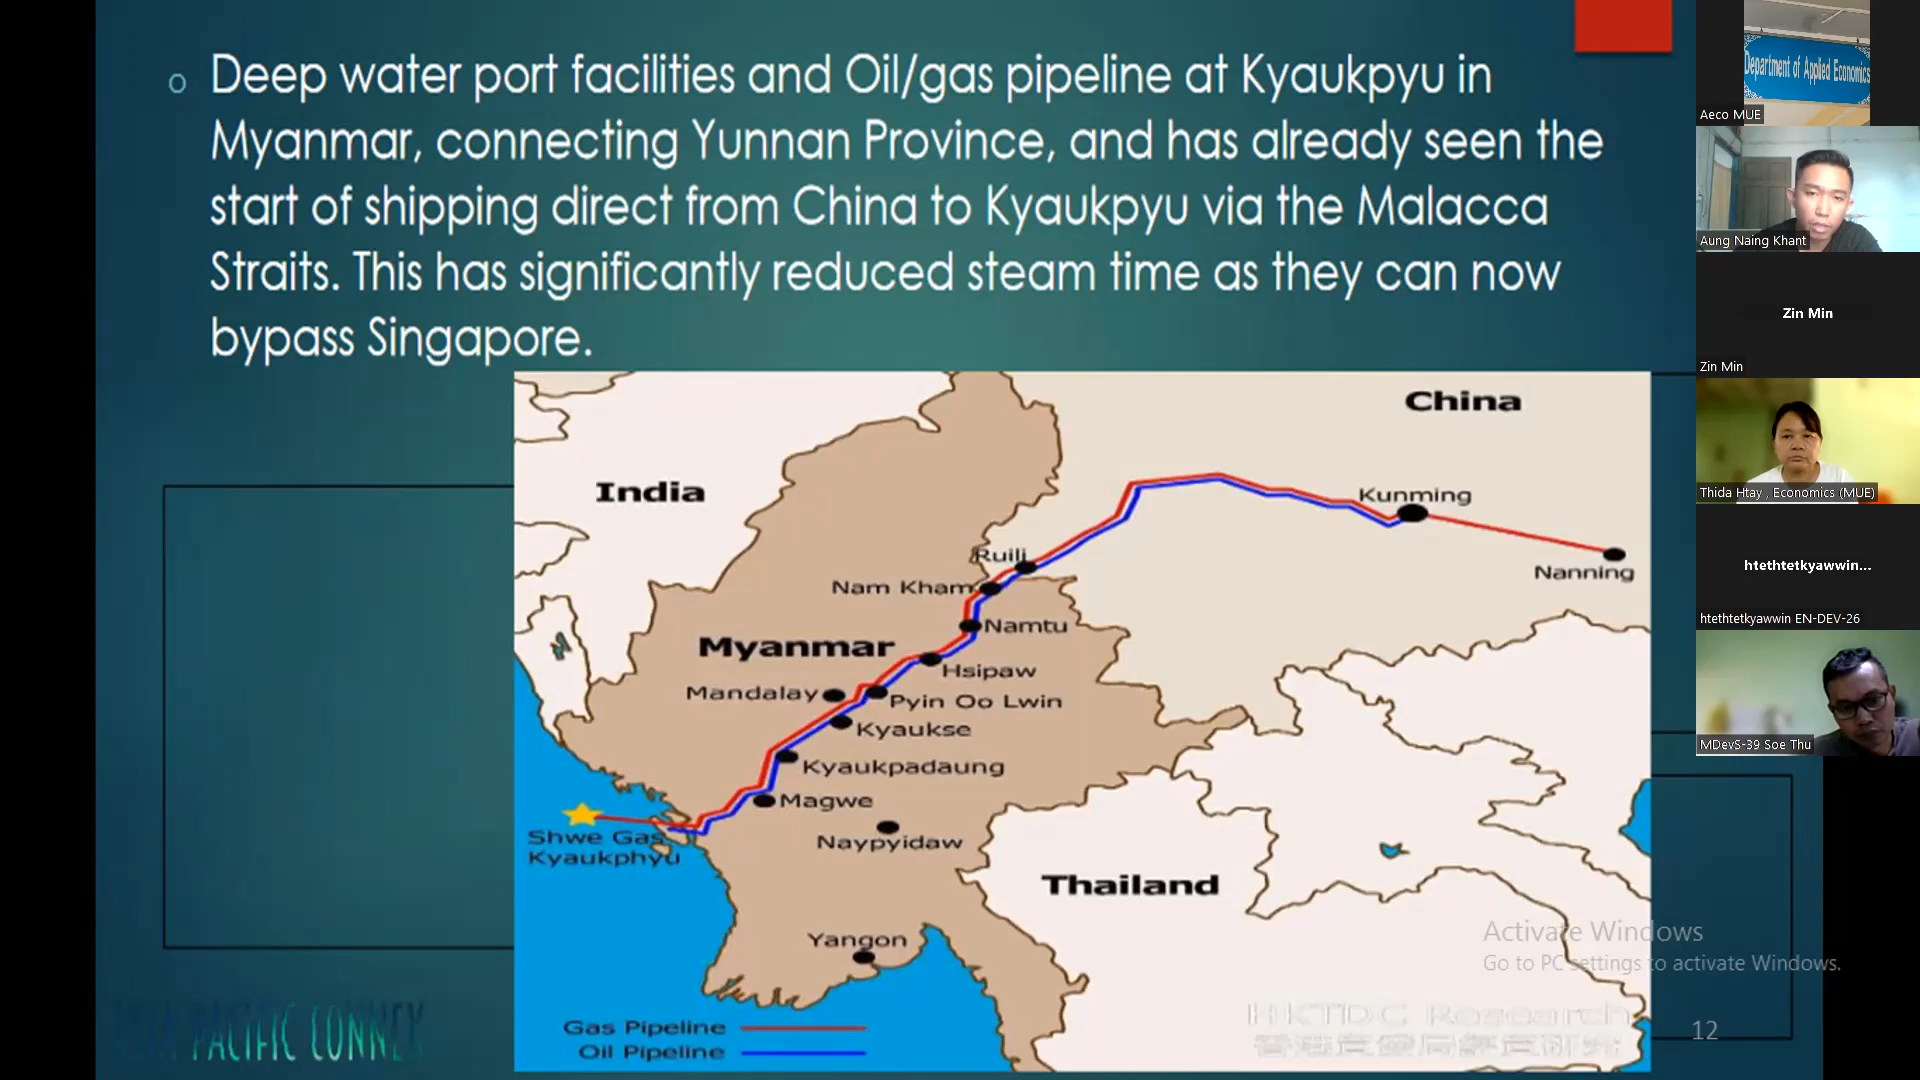 o Deep water port facilities and Oil/gas pipeline at Kyaukpyu in
Myanmar, connecting Yunnan Province, and has already seen the
start of shipping direct from China to Kyaukpyu via the Malacca
Straits. This has significantly reduced steam time as they can now
bypass Singapore.
China
India
Kunming
Ruili
Nanning
Nam Kham
Namtu
Myanmar
Hsipaw
Mandalay
Pyin Oo Lwin
Kyaukse
Kyaukpadaung
Magwe
Shwe Gas
Kyaukphyu
Naypyidaw
Thailand
Yangon
Gas Pipeline
Oil Pipeline
HKTDC Research
Activate Windows
Go to PC settings to activate Windows.
12
PACIFIC
Department of Applied Economics
Aeco MUE
Aung Naing Khant
Zin Min
Zin Min
Thida Htay , Economics (MUE)
htethtetkyawwin...
htethtetkyawwin EN-DEV-26
MDevS-39 Soe Thu